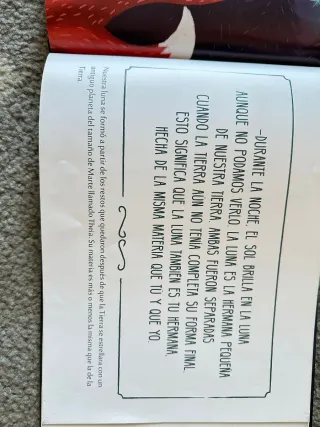 –DURANTE LA NOCHE, EL SOL BRILLA EN LA LUNA
AUNQUE NO PODAMOS VERLO. LA LUNA ES LA HERMANA PEQUEÑA
DE NUESTRA TIERRA. AMBAS FUERON SEPARADAS
CUANDO LA TIERRA AÚN NO TENÍA COMPLETA SU FORMA FINAL.
ESTO SIGNIFICA QUE LA LUNA TAMBIÉN ES TU HERMANA,
HECHA DE LA MISMA MATERIA QUE TÚ Y QUE YO.
Nuestra luna se formó a partir de los restos que quedaron después de que la Tierra se estrellara con un
antiguo planeta del tamaño de Marte llamado Theia. Su materia es más o menos la misma que la de la
Tierra.